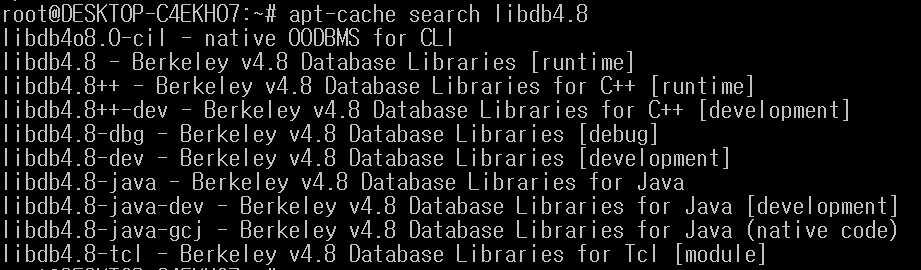 root@DESKTOP-C4EKHO7:~# apt-cache search libdb4.8
libdb4o8.0-cil - native OODBMS for CLI
libdb4.8 - Berkeley v4.8 Database Libraries [runtime]
libdb4.8++ - Berkeley v4.8 Database Libraries for C++ [runtime]
libdb4.8++-dev - Berkeley v4.8 Database Libraries for C++ [development]
libdb4.8-dbg - Berkeley v4.8 Database Libraries [debug]
libdb4.8-dev - Berkeley v4.8 Database Libraries [development]
libdb4.8-java - Berkeley v4.8 Database Libraries for Java
libdb4.8-java-dev - Berkeley v4.8 Database Libraries for Java [development]
libdb4.8-java-gcj - Berkeley v4.8 Database Libraries for Java (native code)
libdb4.8-tcl - Berkeley v4.8 Database Libraries for Tcl [module]